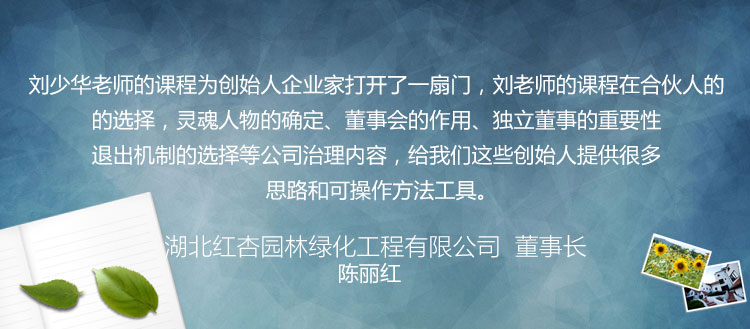 刘少华老师的课程为创始人企业家打开了一扇门，刘老师的课程在合伙人的
的选择，灵魂人物的确定、董事会的作用、独立董事的重要性
退出机制的选择等公司治理内容，给我们这些创始人提供很多
思路和可操作方法工具。
湖北红杏园林绿化工程有限公司 董事长
陈丽红